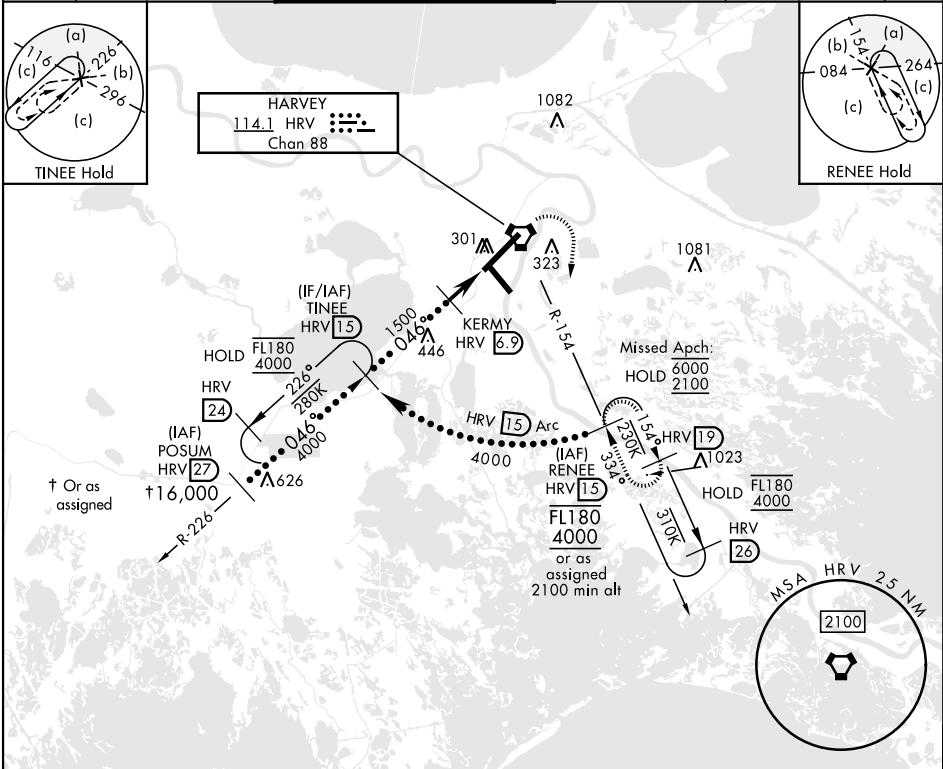 (a)
116
226
(c)
(b)
296
(c)
TINEE Hold
HARVEY
114.1 HRV
Chan 88
1082
(a)
154
(b)
264
084
(c)
(c)
RENEE Hold
301
323
1081
R-154
(IF/IAF)
TINEE
HRV 15
1500
046°
446
KERMY
HRV 6.9
HOLD FL180
4000
226°
280K
HRV
24
046°
4000
(IAF)
POSUM
HRV 27
†16,000
626
† Or as
assigned
R-226
Missed Apch:
HOLD 6000
2100
HRV 15 Arc
4000
154°
230K
334°
HRV 19
1023
(IAF)
RENEE
HRV 15
FL180
4000
or as
assigned
2100 min alt
HOLD FL180
4000
310K
HRV
26
MSA HRV 25 NM
2100